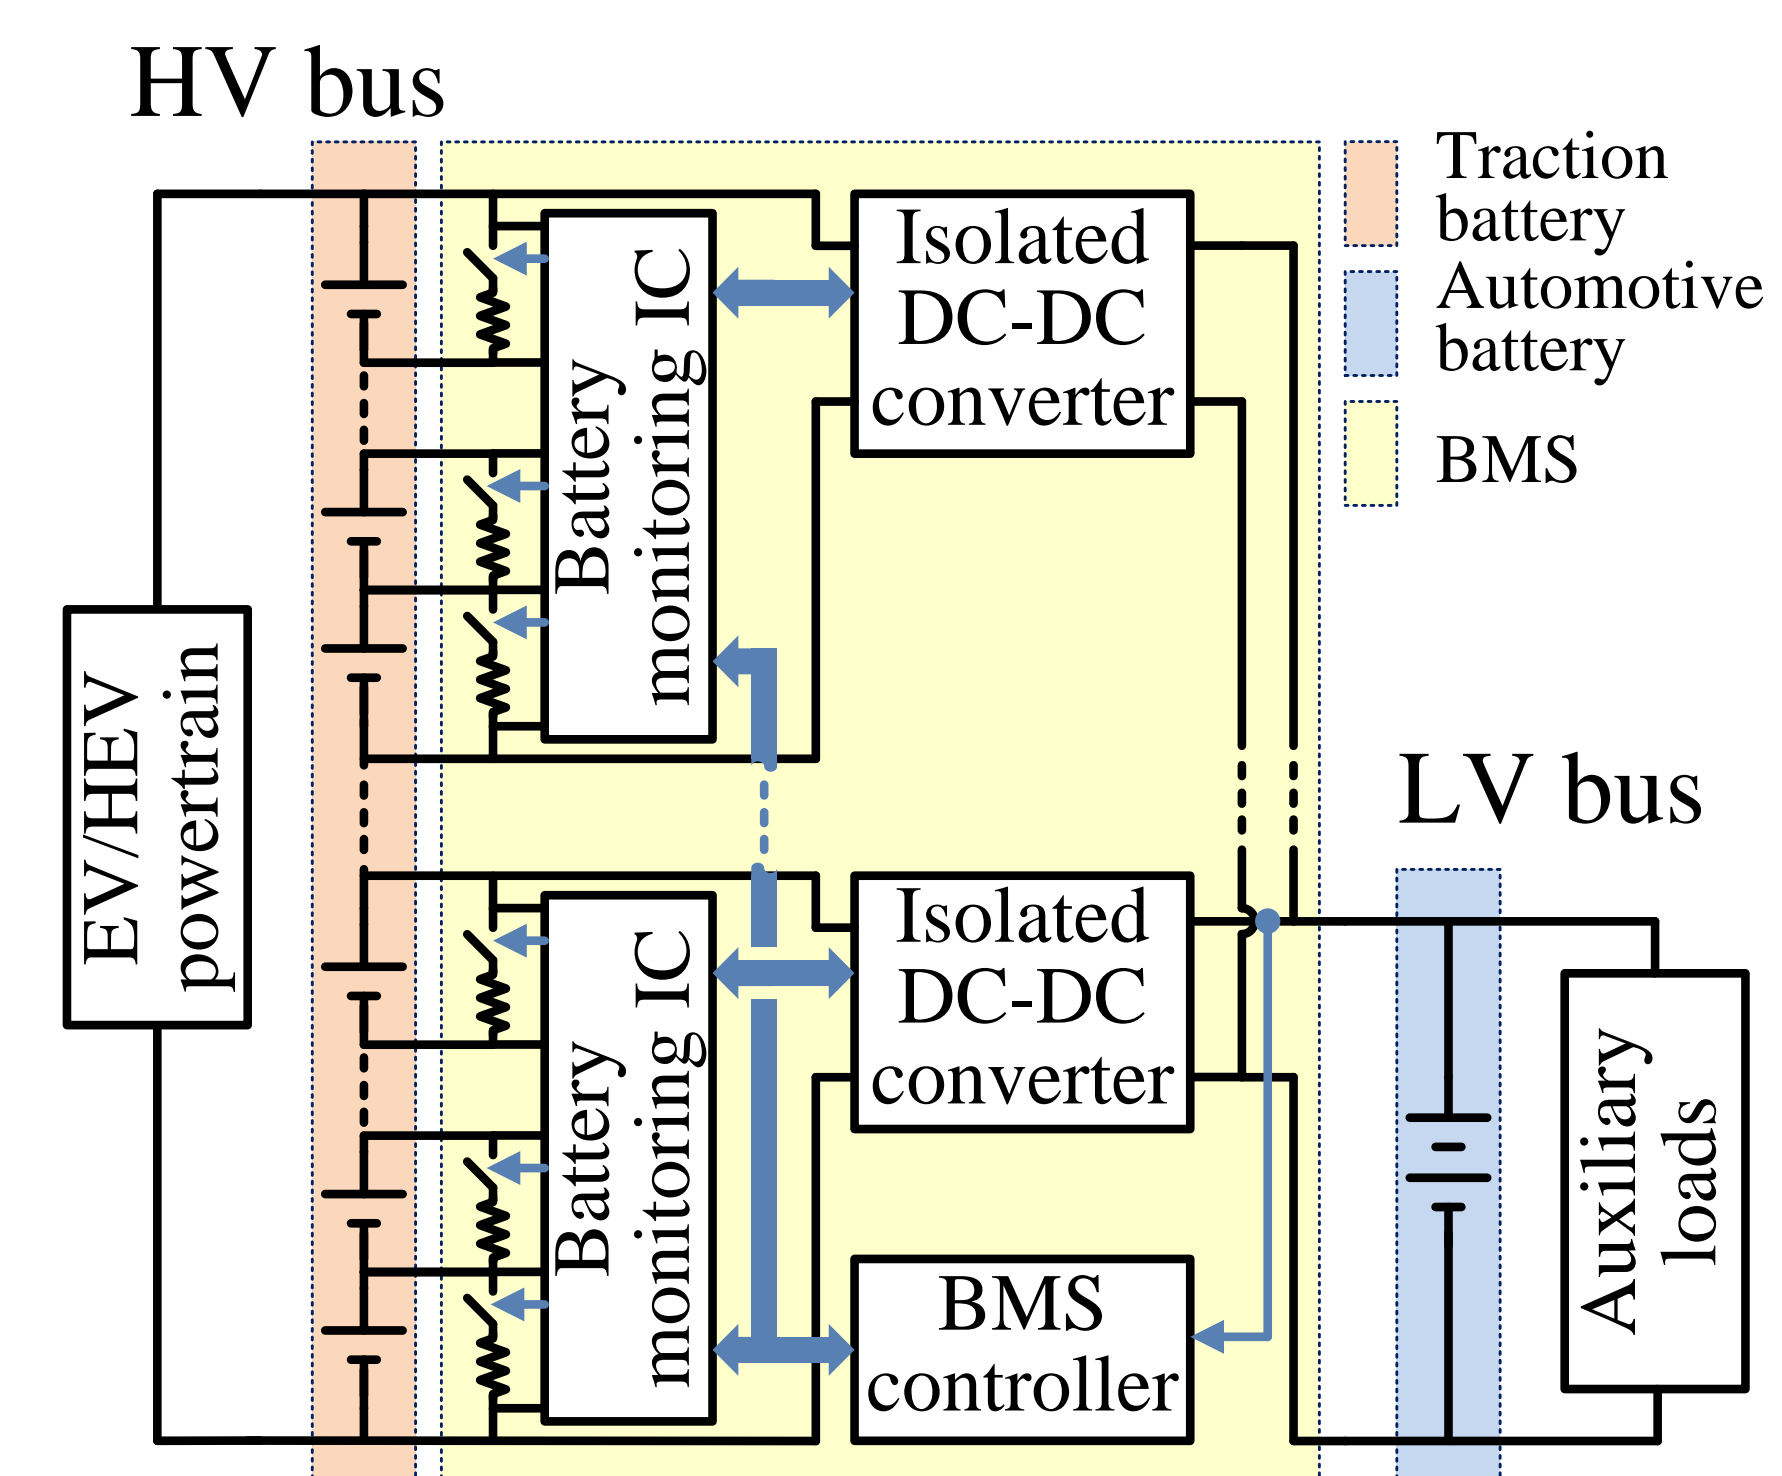 HV bus
Traction
battery
Automotive
battery
BMS
Isolated
DC-DC
converter
Battery
monitoring IC
EV/HEV
powertrain
LV bus
Isolated
DC-DC
converter
Battery
monitoring IC
Auxiliary
loads
BMS
controller